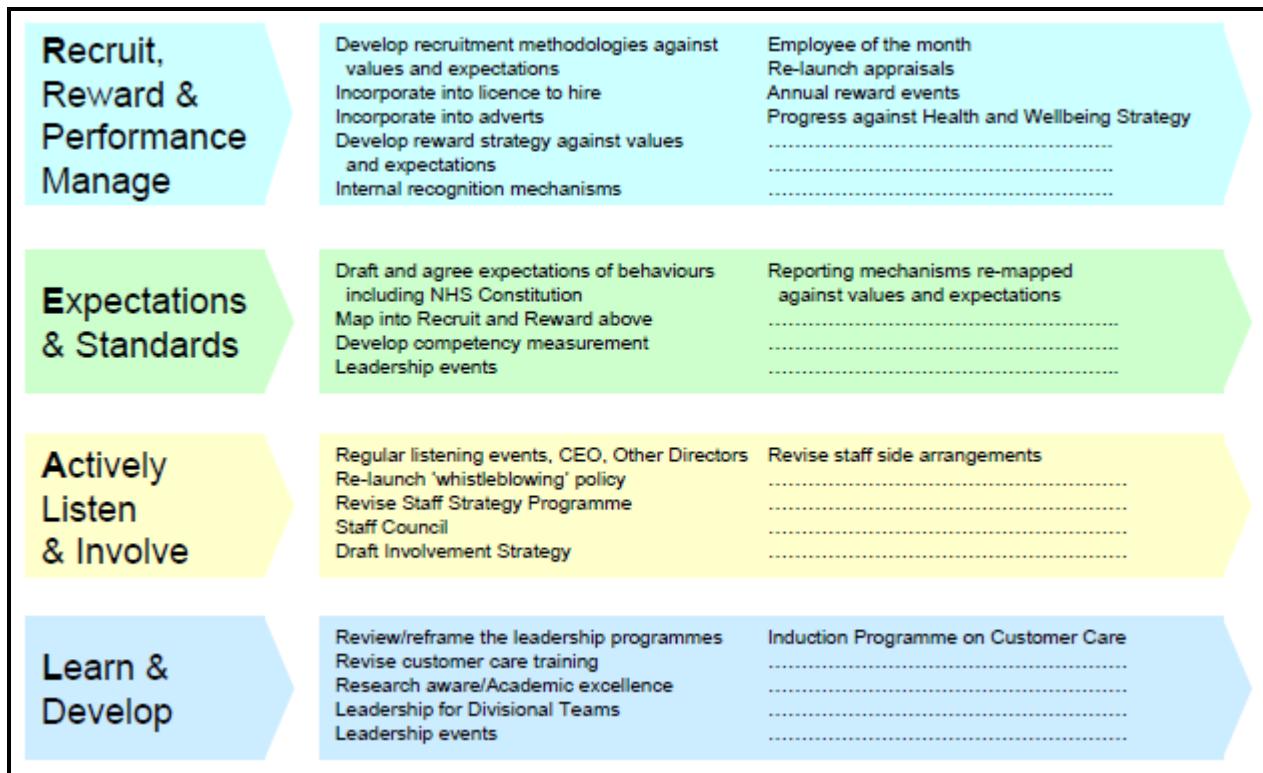 Recruit,
Reward &
Performance
Manage
Develop recruitment methodologies against
values and expectations
Incorporate into licence to hire
Incorporate into adverts
Develop reward strategy against values
and expectations
Internal recognition mechanisms
Employee of the month
Re-launch appraisals
Annual reward events
Progress against Health and Wellbeing Strategy
……………………………………………..
……………………………………………..
……………………………………………..
Expectations
& Standards
Draft and agree expectations of behaviours
including NHS Constitution
Map into Recruit and Reward above
Develop competency measurement
Leadership events
Reporting mechanisms re-mapped
against values and expectations
……………………………………………...
……………………………………………...
……………………………………………...
Actively
Listen
& Involve
Regular listening events, CEO, Other Directors
Re-launch 'whistleblowing' policy
Revise Staff Strategy Programme
Staff Council
Draft Involvement Strategy
Revise staff side arrangements
………………………………………………
………………………………………………
………………………………………………
………………………………………………
Learn &
Develop
Review/reframe the leadership programmes
Revise customer care training
Research aware/Academic excellence
Leadership for Divisional Teams
Leadership events
Induction Programme on Customer Care
………………………………………………
………………………………………………
………………………………………………
………………………………………………